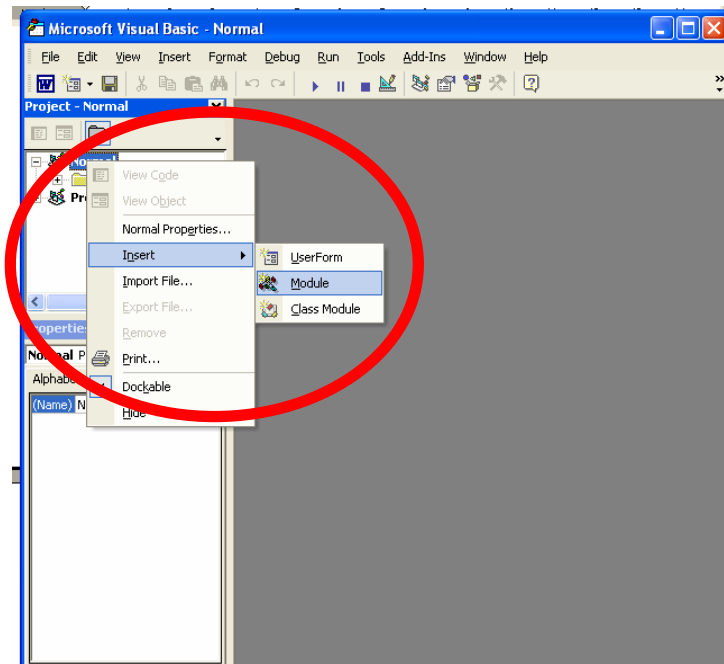 Microsoft Visual Basic - Normal
File Edit View Insert Format Debug Run Tools Add-Ins Window Help
Project - Normal
Normal
View Code
View Object
Normal Properties...
Insert
UserForm
Import File...
Module
Export File...
Class Module
Remove
Print...
Dockable
Hide
(Name) N